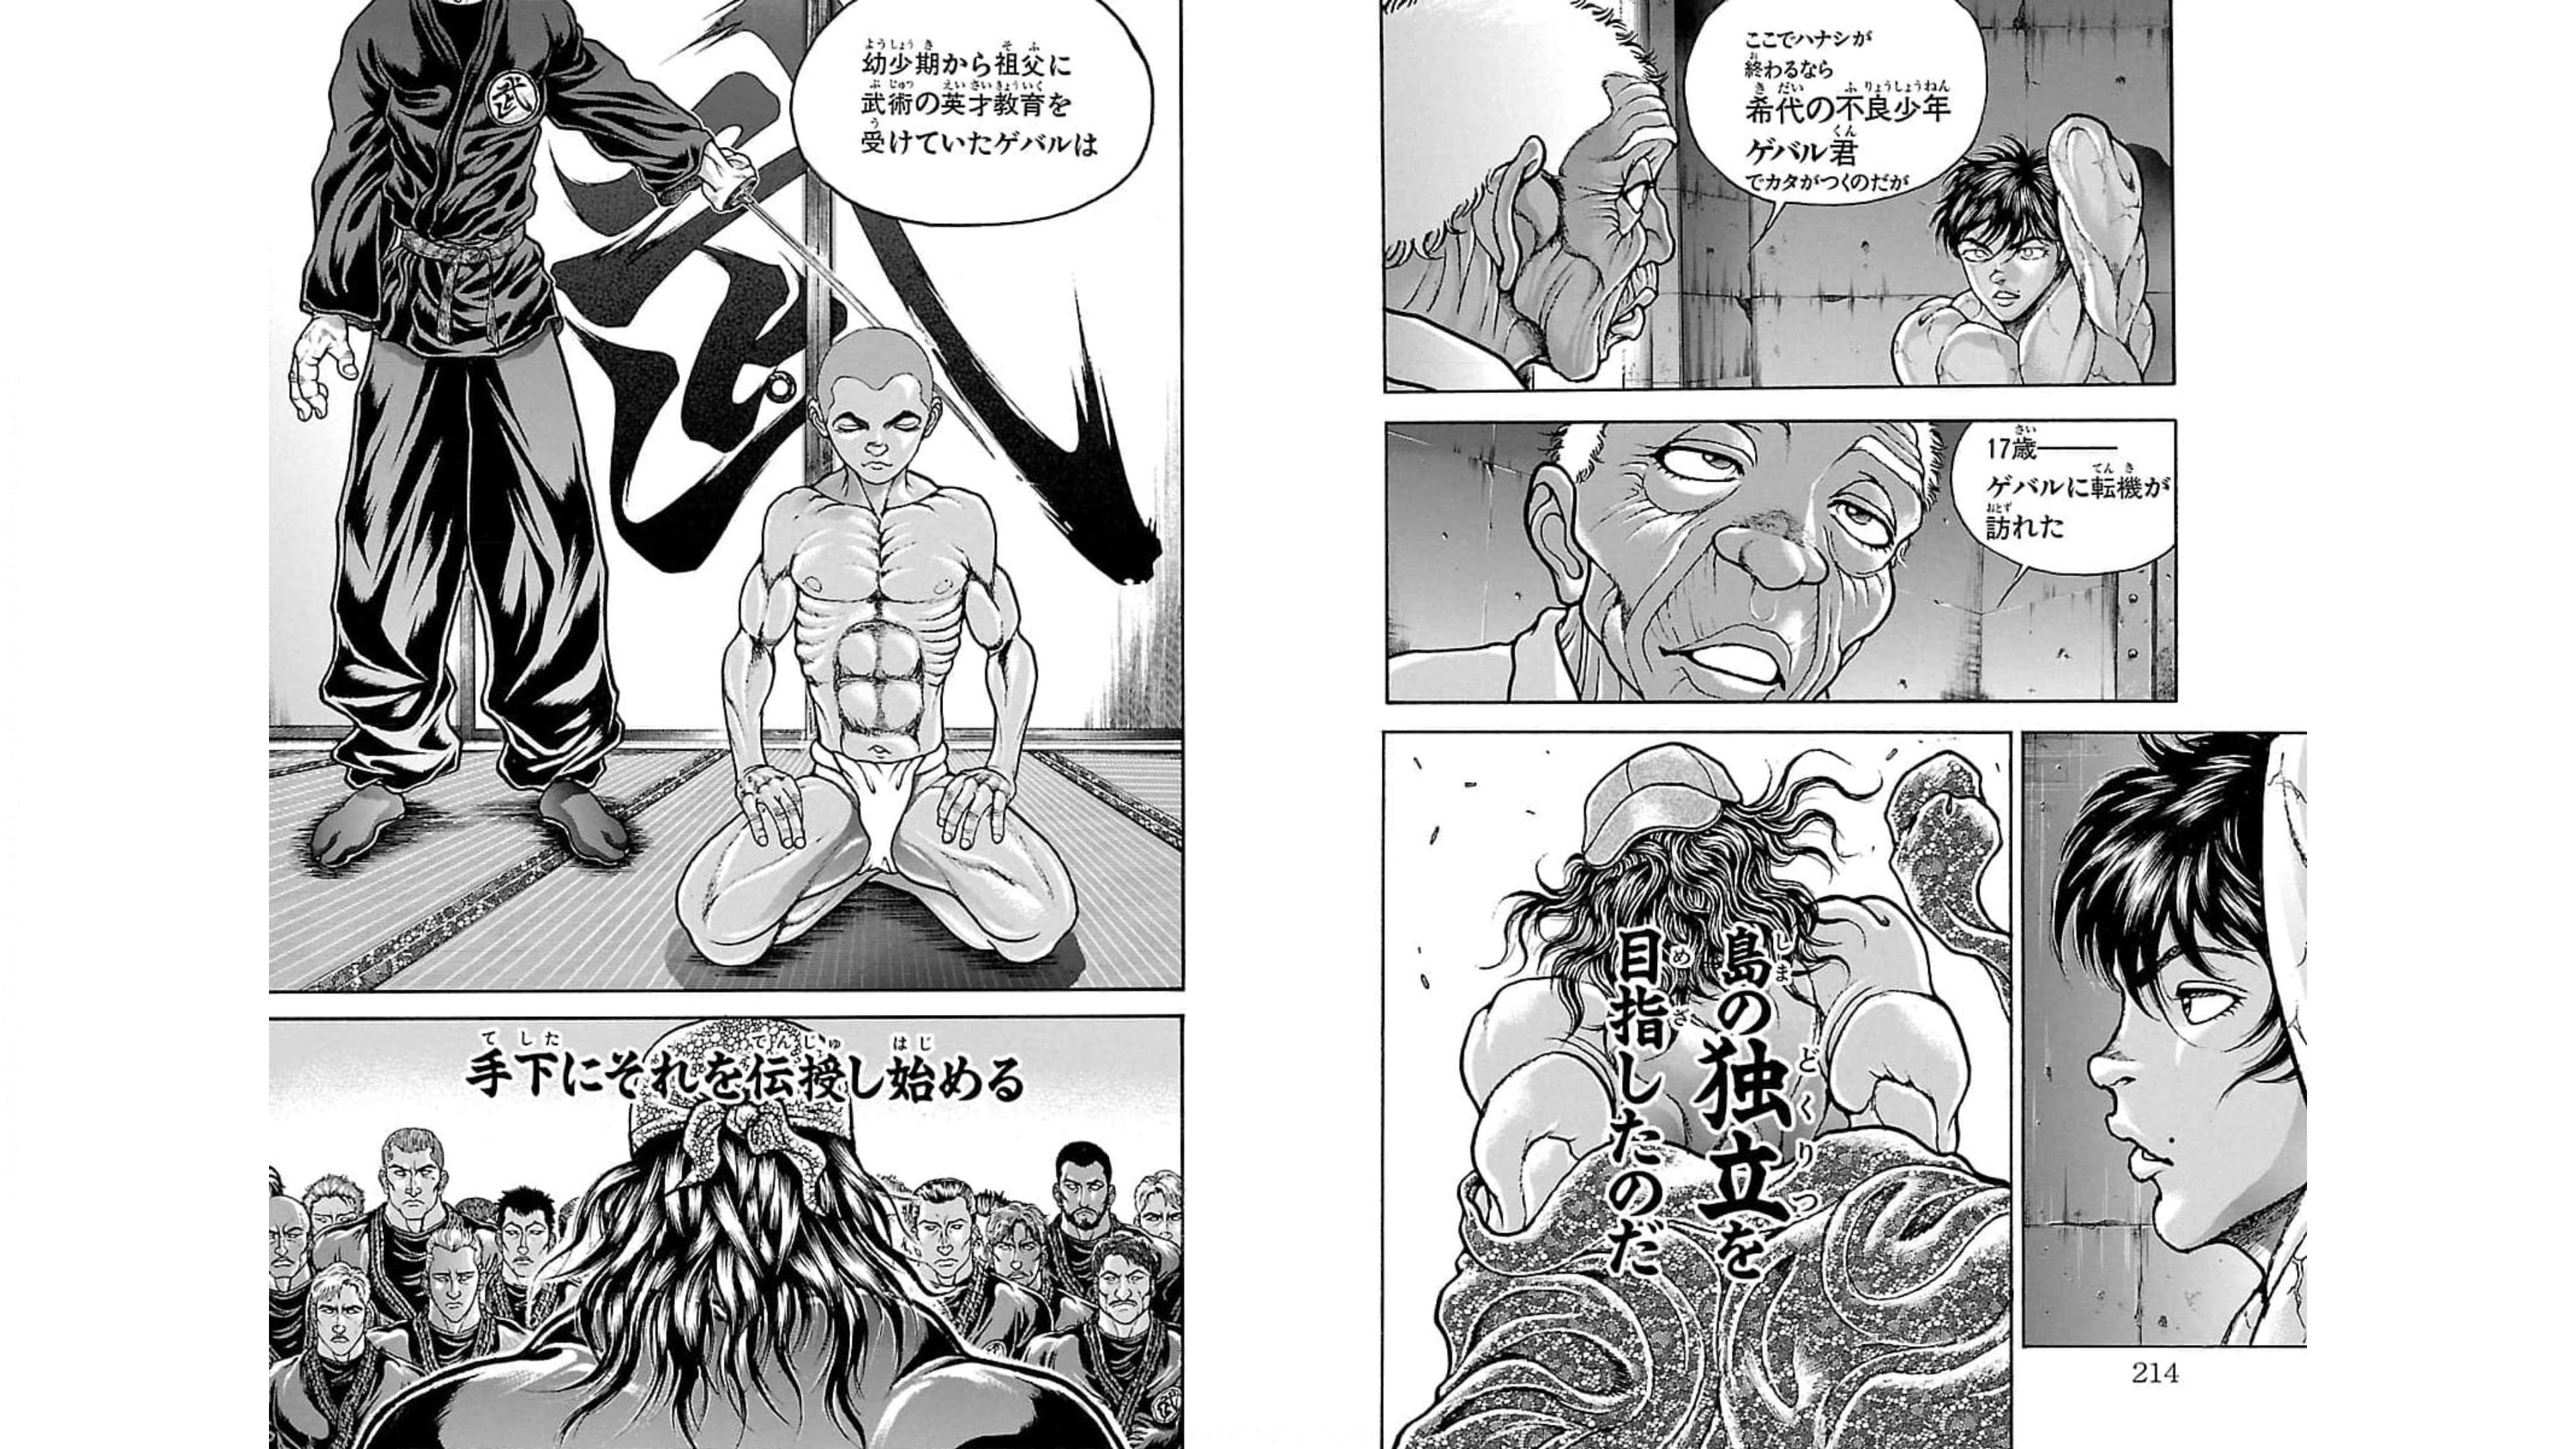 ここでハナシが
終わるなら
希代の不良少年
ゲバル君
でカタがつくのだが
17歳――
ゲバルに転機が
訪れた
島の独立を
目指したのだ
214
幼少期から祖父に
武術の英才教育を
受けていたゲバルは
武
手下にそれを伝授し始める
武